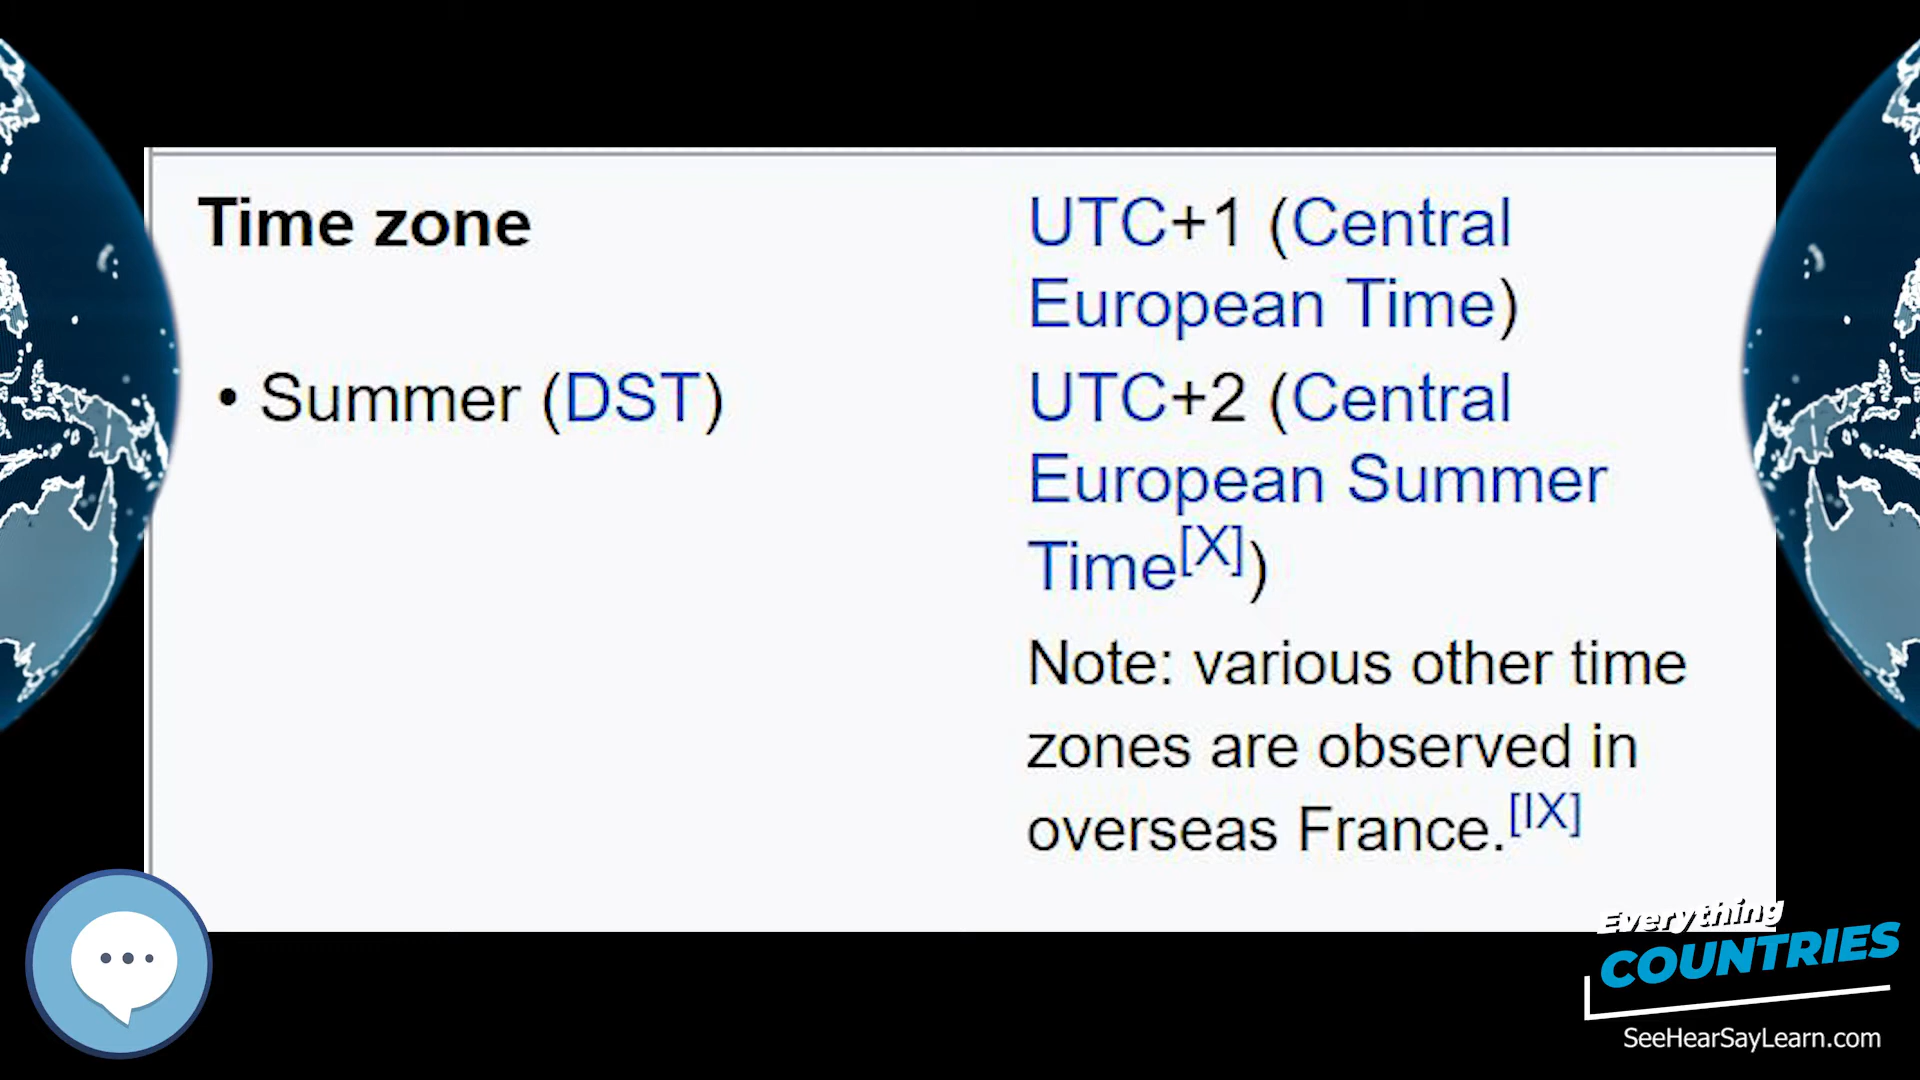 Time zone
UTC+1 (Central
European Time)
• Summer (DST)
UTC+2 (Central
European Summer
Time[X])
Note: various other time
zones are observed in
overseas France.[IX]
Everything
COUNTRIES
SeeHearSayLearn.com